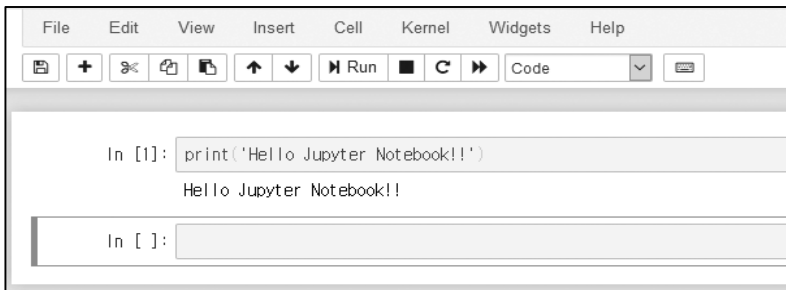 File Edit View Insert Cell Kernel Widgets Help
Run Code
In [1]: print('Hello Jupyter Notebook!!')
Hello Jupyter Notebook!!
In [ ]: